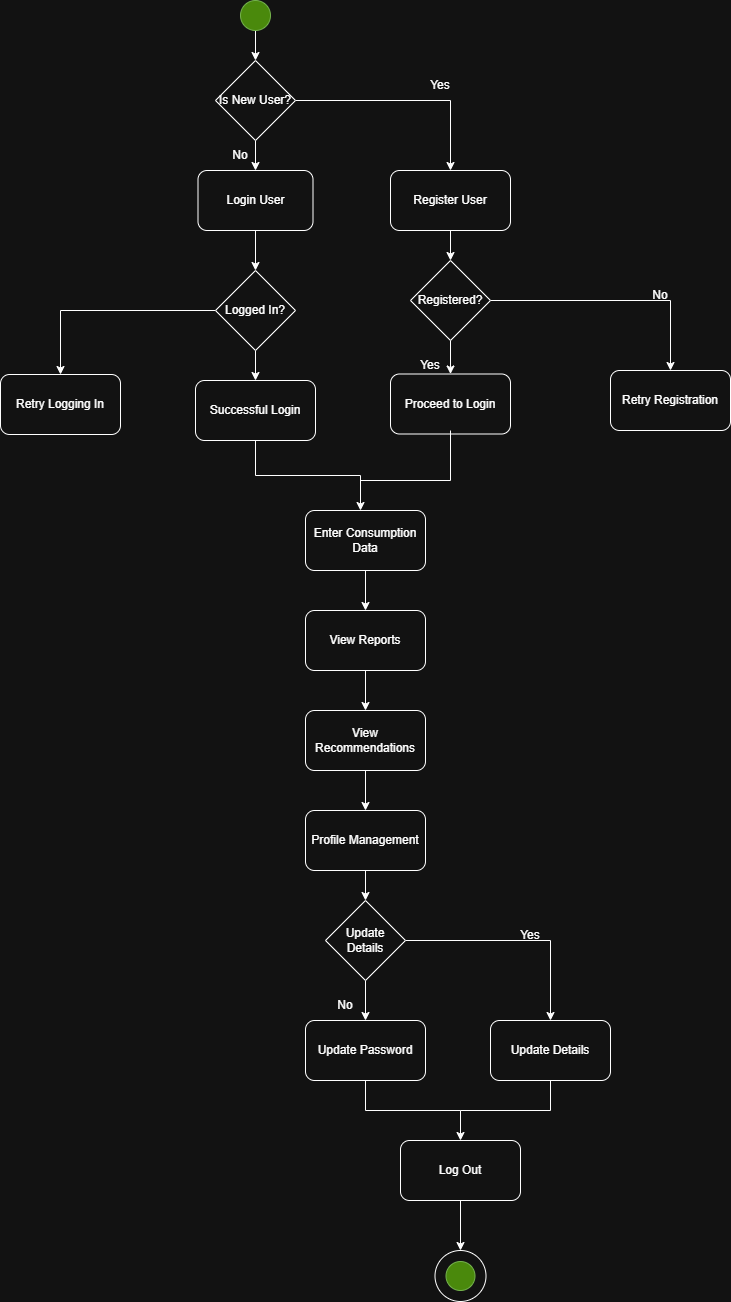 Is New User?
Yes
No
Login User
Register User
Logged In?
Registered?
No
Yes
Retry Logging In
Successful Login
Proceed to Login
Retry Registration
Enter Consumption
Data
View Reports
View
Recommendations
Profile Management
Update
Details
Yes
No
Update Password
Update Details
Log Out